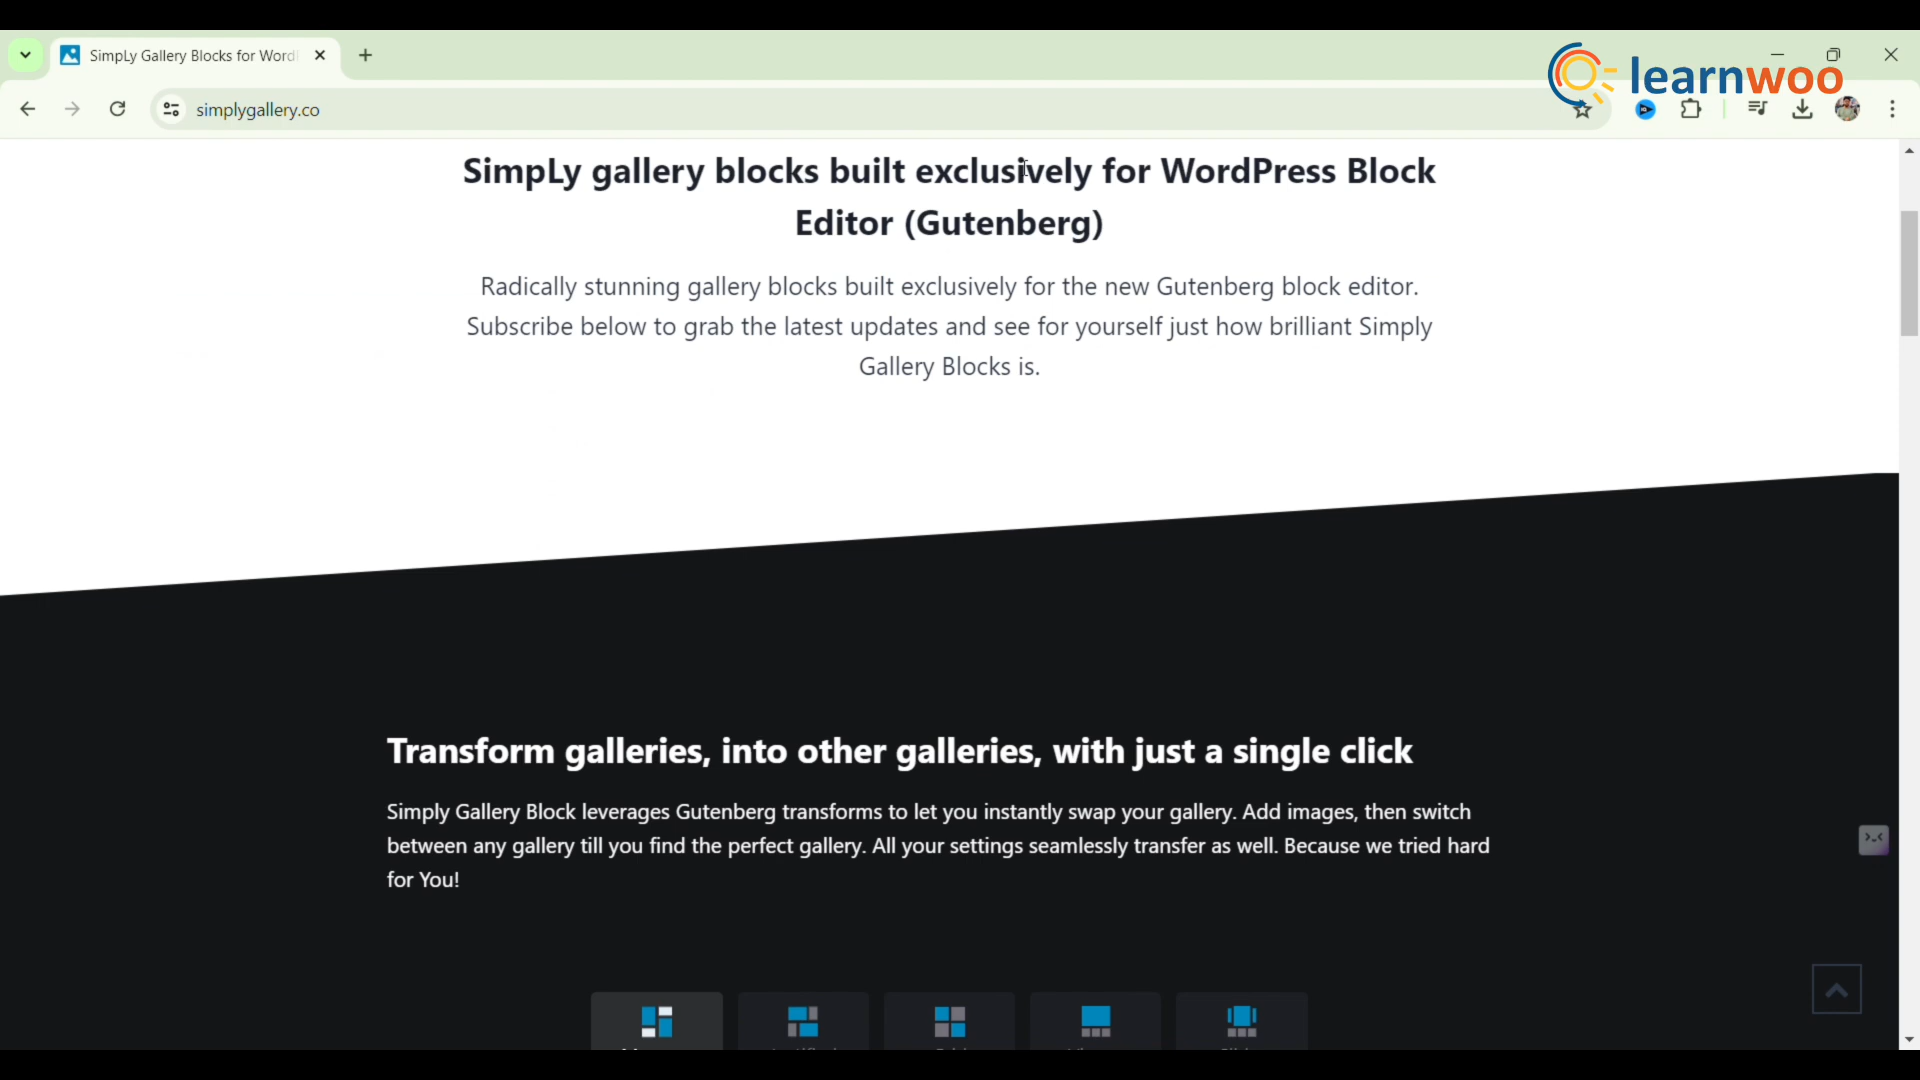 SimpLy Gallery Blocks for Word
learnwoo
simplygallery.co
SimpLy gallery blocks built exclusively for WordPress Block
Editor (Gutenberg)
Radically stunning gallery blocks built exclusively for the new Gutenberg block editor.
Subscribe below to grab the latest updates and see for yourself just how brilliant Simply
Gallery Blocks is.
Transform galleries, into other galleries, with just a single click
Simply Gallery Block leverages Gutenberg transforms to let you instantly swap your gallery. Add images, then switch
between any gallery till you find the perfect gallery. All your settings seamlessly transfer as well. Because we tried hard
for You!